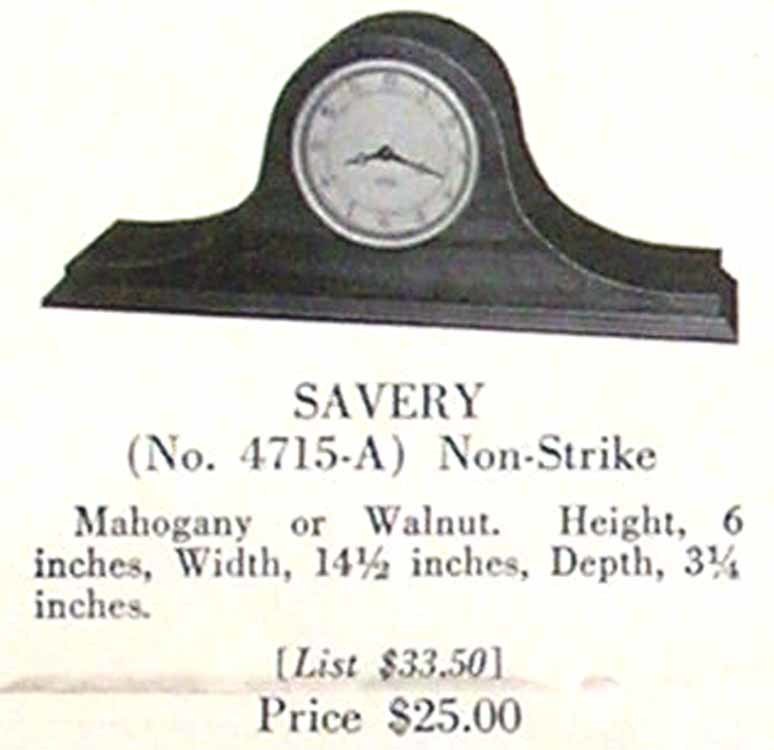 SAVERY
(No. 4715-A) Non-Strike
Mahogany or Walnut. Height, 6
inches, Width, 14½ inches, Depth, 3¼
inches.
[List $33.50]
Price $25.00